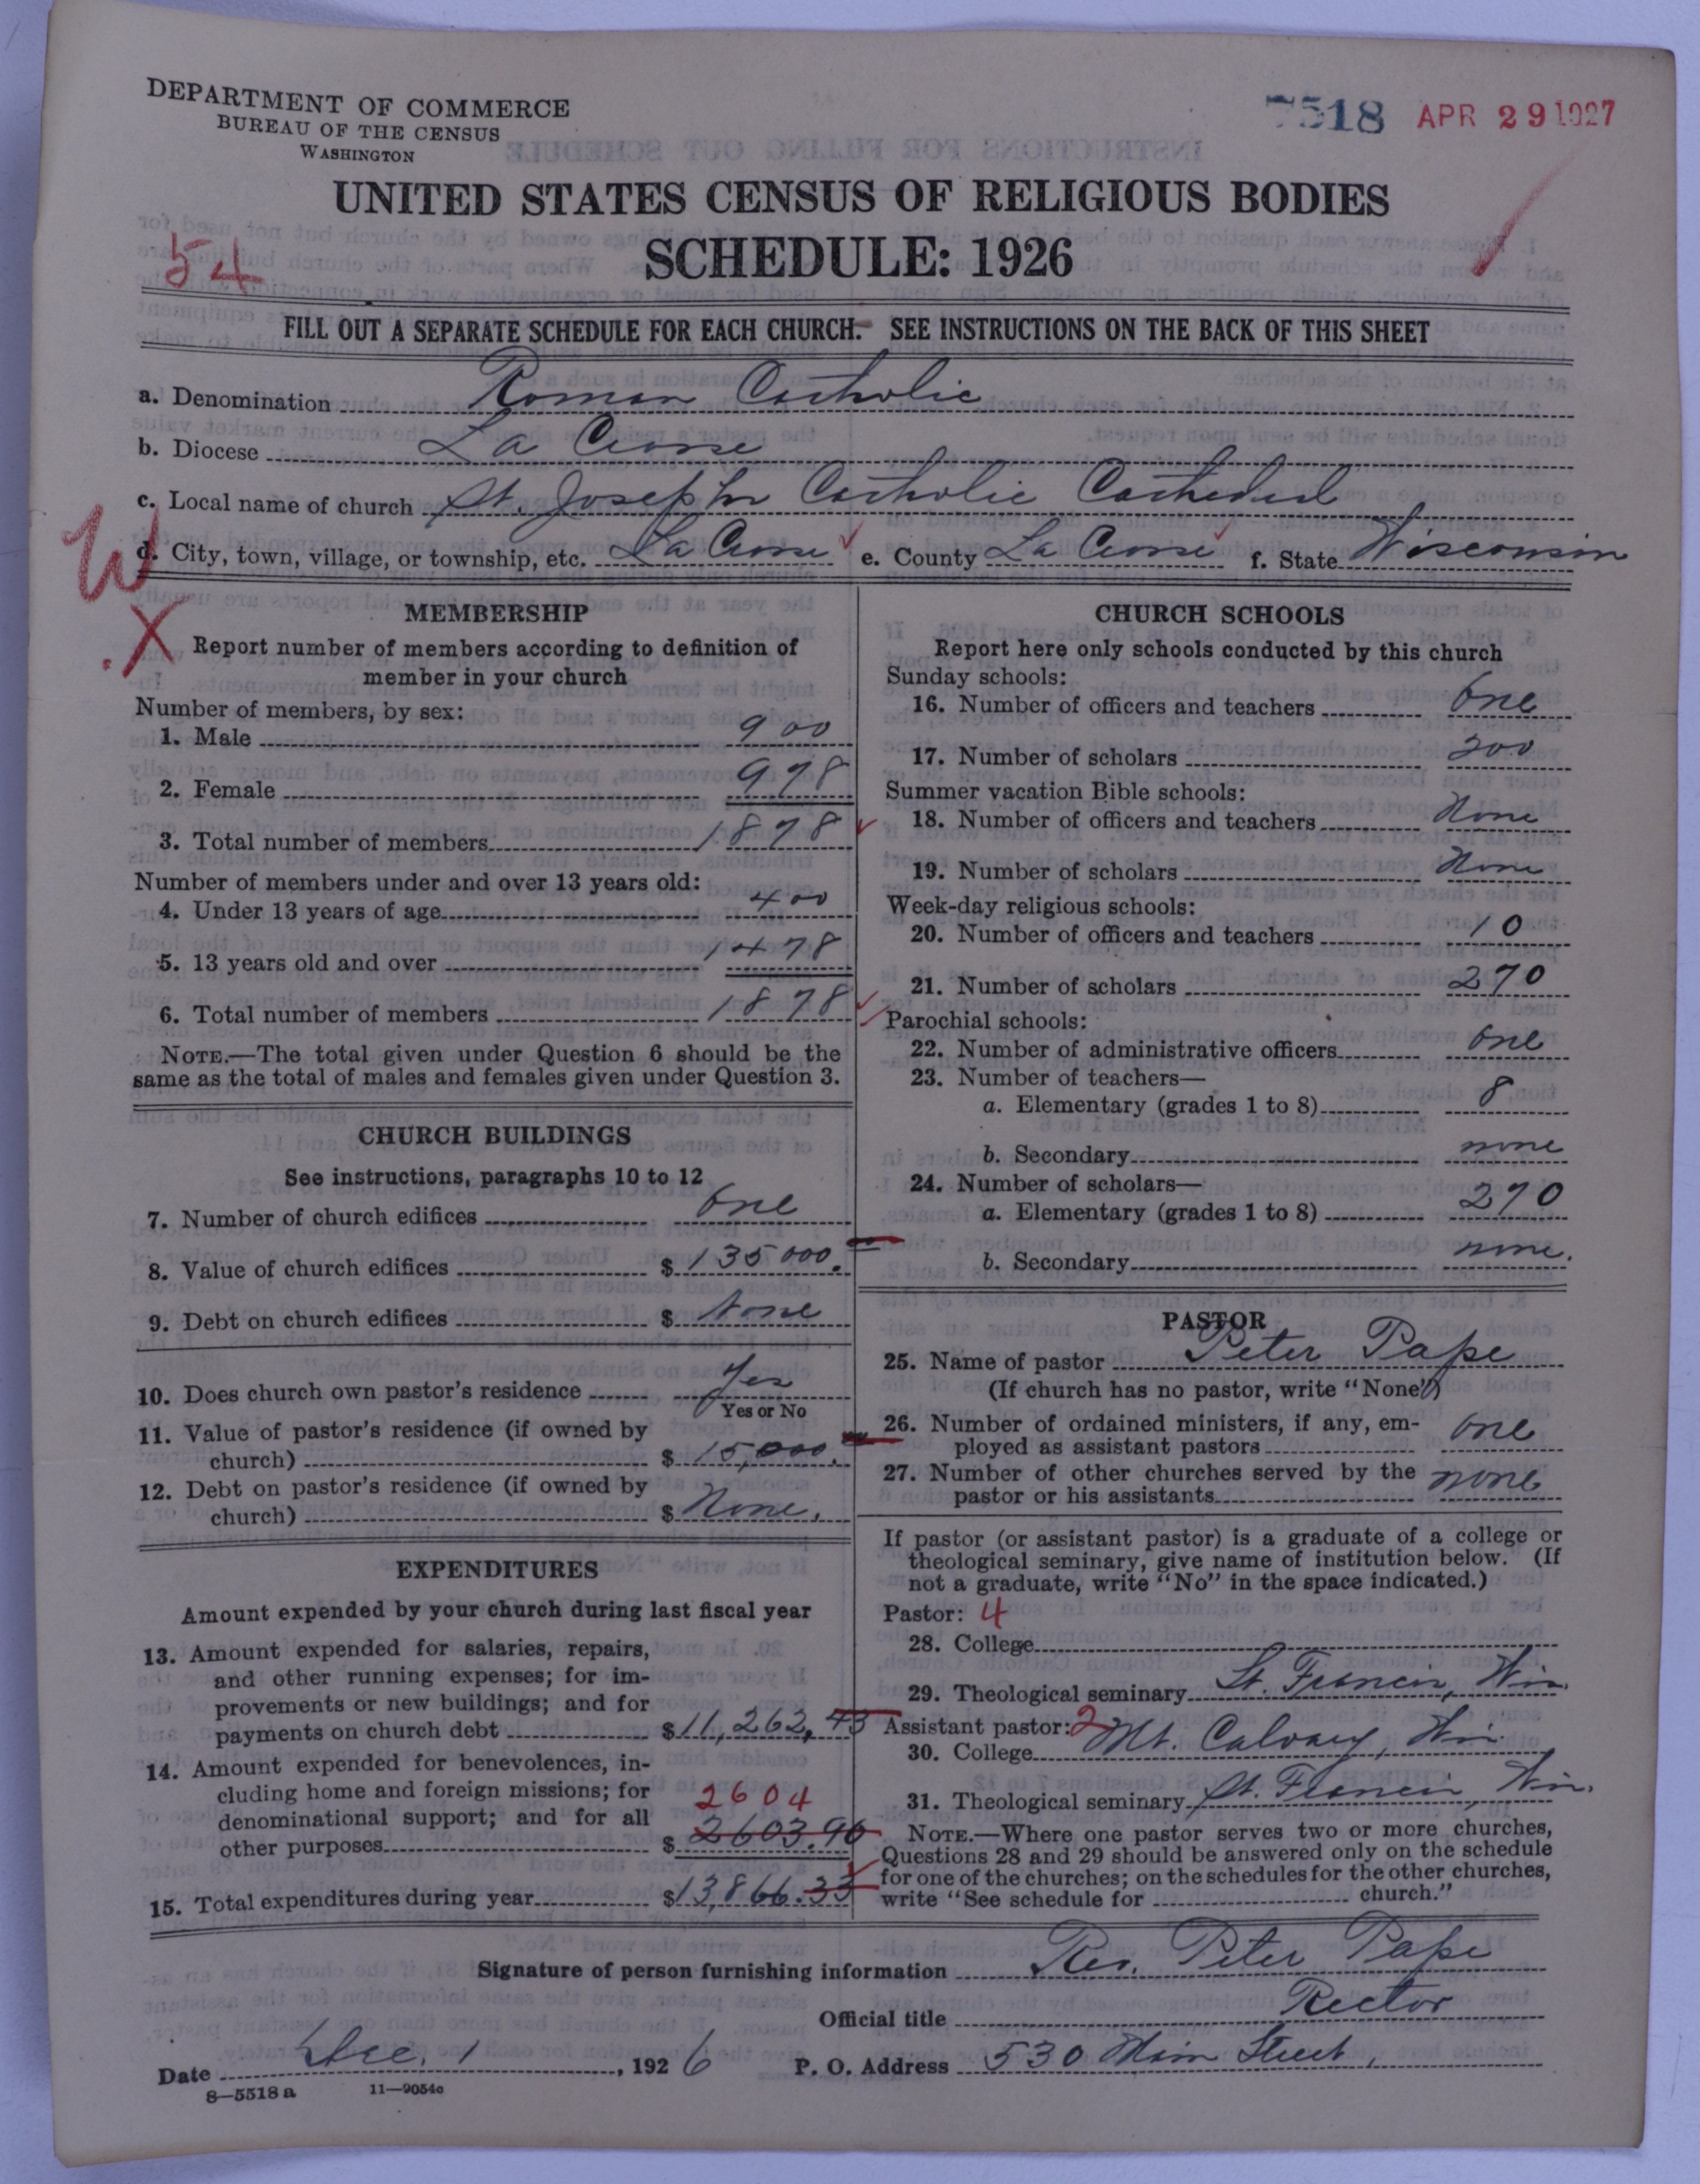 DEPARTMENT OF COMMERCE
BUREAU OF THE CENSUS
WASHINGTON
7518 APR 29 1927
UNITED STATES CENSUS OF RELIGIOUS BODIES
SCHEDULE: 1926
54
FILL OUT A SEPARATE SCHEDULE FOR EACH CHURCH. SEE INSTRUCTIONS ON THE BACK OF THIS SHEET
a. Denomination Roman Catholic
b. Diocese La Crosse
c. Local name of church St. Joseph Catholic Cathedral
d. City, town, village, or township, etc. La Crosse e. County La Crosse f. State Wisconsin
W
X
MEMBERSHIP
Report number of members according to definition of
member in your church
Number of members, by sex:
1. Male 900
2. Female 978
3. Total number of members 1878
Number of members under and over 13 years old:
4. Under 13 years of age 400
5. 13 years old and over 1478
6. Total number of members 1878
NOTE.—The total given under Question 6 should be the
same as the total of males and females given under Question 3.
CHURCH BUILDINGS
See instructions, paragraphs 10 to 12
7. Number of church edifices One
8. Value of church edifices $ 135000.
9. Debt on church edifices $ None
10. Does church own pastor's residence Yes
Yes or No
11. Value of pastor's residence (if owned by
church) $ 15,000.
12. Debt on pastor's residence (if owned by
church) $ None.
EXPENDITURES
Amount expended by your church during last fiscal year
13. Amount expended for salaries, repairs,
and other running expenses; for im-
provements or new buildings; and for
payments on church debt $ 11,262.43
14. Amount expended for benevolences, in-
cluding home and foreign missions; for
denominational support; and for all
2604
other purposes $ 2603.90
15. Total expenditures during year $ 13,866.33
CHURCH SCHOOLS
Report here only schools conducted by this church
Sunday schools:
16. Number of officers and teachers One
17. Number of scholars 200
Summer vacation Bible schools:
18. Number of officers and teachers None
19. Number of scholars None
Week-day religious schools:
20. Number of officers and teachers 10
21. Number of scholars 270
Parochial schools:
22. Number of administrative officers One
23. Number of teachers—
a. Elementary (grades 1 to 8) 8
b. Secondary none
24. Number of scholars—
a. Elementary (grades 1 to 8) 270
b. Secondary none.
PASTOR
25. Name of pastor Peter Pape
(If church has no pastor, write "None")
26. Number of ordained ministers, if any, em-
ployed as assistant pastors One
27. Number of other churches served by the
pastor or his assistants none
If pastor (or assistant pastor) is a graduate of a college or
theological seminary, give name of institution below. (If
not a graduate, write "No" in the space indicated.)
Pastor: 4
28. College
29. Theological seminary St. Francis, Wis.
Assistant pastor: 2
30. College Mt. Calvary, Wis
31. Theological seminary St. Francis, Wis.
NOTE.—Where one pastor serves two or more churches,
Questions 28 and 29 should be answered only on the schedule
for one of the churches; on the schedules for the other churches,
write "See schedule for church."
Signature of person furnishing information Rev. Peter Pape
Official title Rector
Date Dec. 1, 1926 P. O. Address 530 Main Street,
8—5518 a 11—9054c